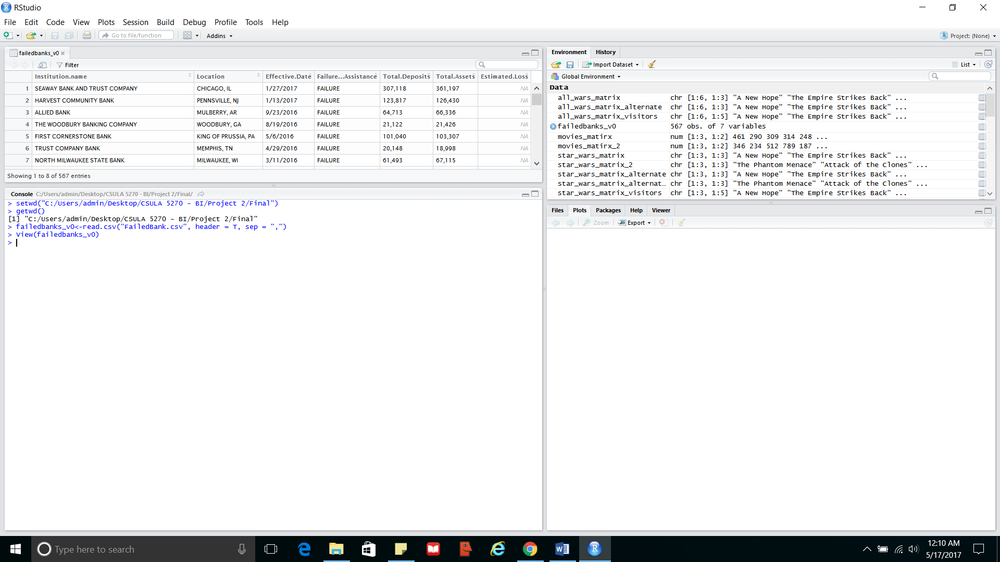 RStudio
File Edit Code View Plots Session Build Debug Profile Tools Help
Go to file/function Addins Project: (None)
failedbanks_v0
Filter
Institution.name Location Effective.Date Failure...Assistance Total.Deposits Total.Assets Estimated.Loss
1 SEAWAY BANK AND TRUST COMPANY CHICAGO, IL 1/27/2017 FAILURE 307,118 361,197 NA
2 HARVEST COMMUNITY BANK PENNSVILLE, NJ 1/13/2017 FAILURE 123,817 126,430 NA
3 ALLIED BANK MULBERRY, AR 9/23/2016 FAILURE 64,713 66,336 NA
4 THE WOODBURY BANKING COMPANY WOODBURY, GA 8/19/2016 FAILURE 21,122 21,426 NA
5 FIRST CORNERSTONE BANK KING OF PRUSSIA, PA 5/6/2016 FAILURE 101,040 103,307 NA
6 TRUST COMPANY BANK MEMPHIS, TN 4/29/2016 FAILURE 20,148 18,998 NA
7 NORTH MILWAUKEE STATE BANK MILWAUKEE, WI 3/11/2016 FAILURE 61,493 67,115 NA
Showing 1 to 8 of 567 entries
Console C:/Users/admin/Desktop/CSULA 5270 - BI/Project 2/Final/
> setwd("C:/Users/admin/Desktop/CSULA 5270 - BI/Project 2/Final")
> getwd()
[1] "C:/Users/admin/Desktop/CSULA 5270 - BI/Project 2/Final"
> failedbanks_v0<-read.csv("FailedBank.csv", header = T, sep = ",")
> View(failedbanks_v0)
>
Environment History
Import Dataset List
Global Environment
Data
all_wars_matrix chr [1:6, 1:3] "A New Hope" "The Empire Strikes Back" ...
all_wars_matrix_alternate chr [1:6, 1:3] "A New Hope" "The Empire Strikes Back" ...
all_wars_matrix_visitors chr [1:6, 1:5] "A New Hope" "The Empire Strikes Back" ...
failedbanks_v0 567 obs. of 7 variables
movies_matirx num [1:3, 1:2] 461 290 309 314 248 ...
movies_matirx_2 num [1:3, 1:2] 346 234 512 789 187 ...
star_wars_matrix chr [1:3, 1:3] "A New Hope" "The Empire Strikes Back" ...
star_wars_matrix_2 chr [1:3, 1:3] "The Phantom Menace" "Attack of the Clones" ...
star_wars_matrix_alternate chr [1:3, 1:3] "A New Hope" "The Empire Strikes Back" ...
star_wars_matrix_alternat... chr [1:3, 1:3] "The Phantom Menace" "Attack of the Clones" ...
star_wars_matrix_visitors chr [1:3, 1:5] "A New Hope" "The Empire Strikes Back" ...
Files Plots Packages Help Viewer
Zoom Export
Type here to search
12:10 AM
5/17/2017